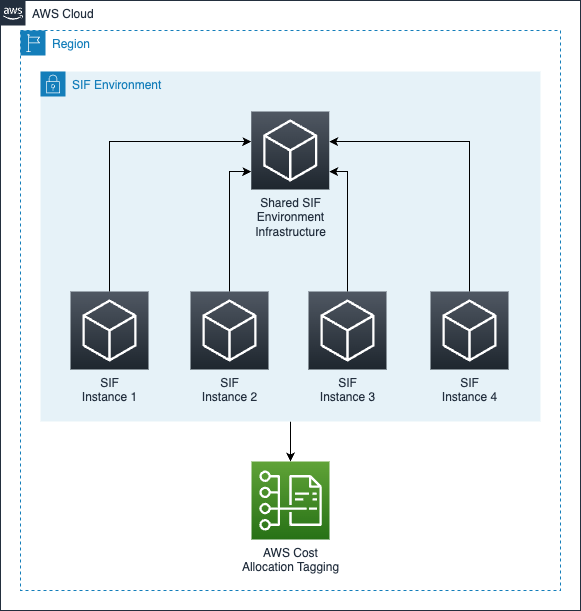 aws
AWS Cloud
Region
SIF Environment
Shared SIF
Environment
Infrastructure
SIF
Instance 1
SIF
Instance 2
SIF
Instance 3
SIF
Instance 4
AWS Cost
Allocation Tagging